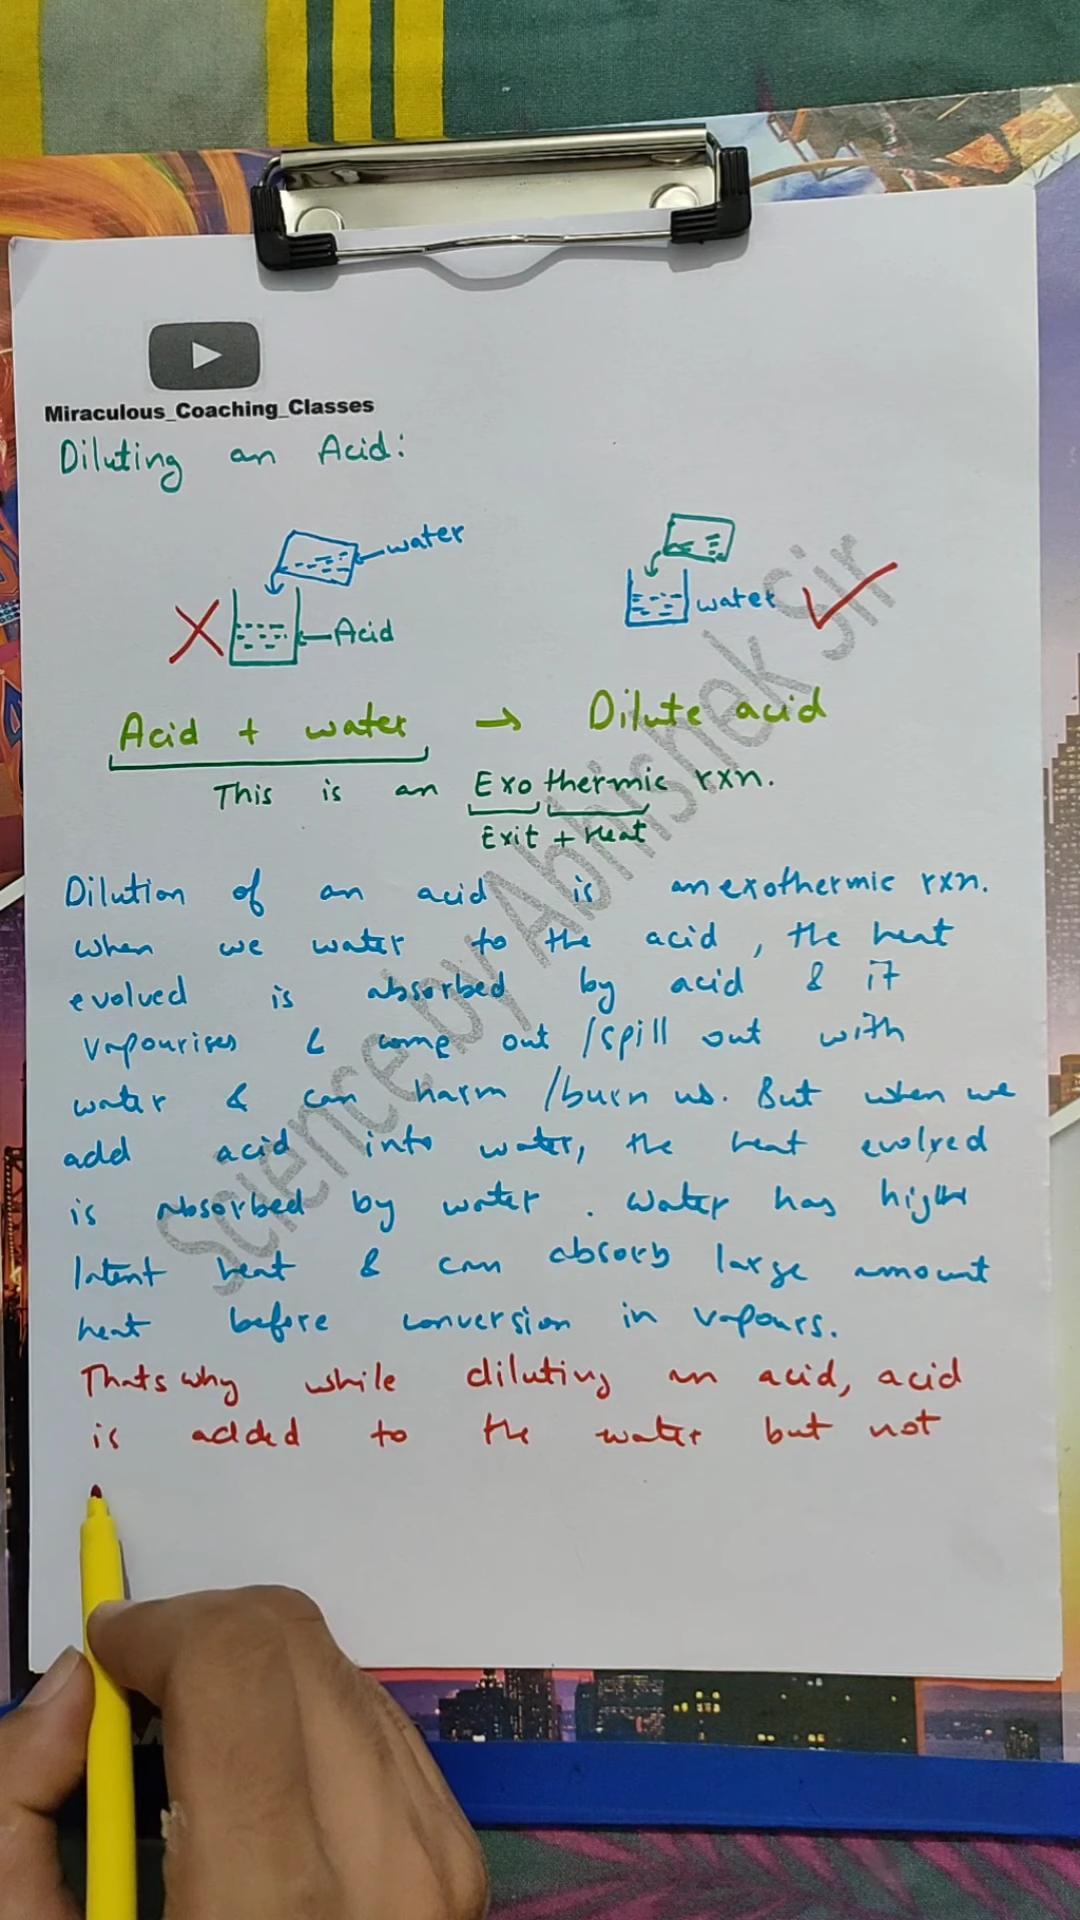 Miraculous_Coaching_Classes
Diluting an Acid:
water
Acid
water
Acid + water → Dilute acid
This is an Exothermic rxn.
Exit + Heat
Dilution of an acid is an exothermic rxn.
when we water to the acid, the heat
evolved is absorbed by acid & it
vapourises & come out /spill out with
water & can harm /burn us. But when we
add acid into water, the heat evolved
is absorbed by water. Water has high
latent heat & can absorb large amount
heat before conversion in vapours.
Thats why while diluting an acid, acid
is added to the water but not
Science by Abhishek Sir